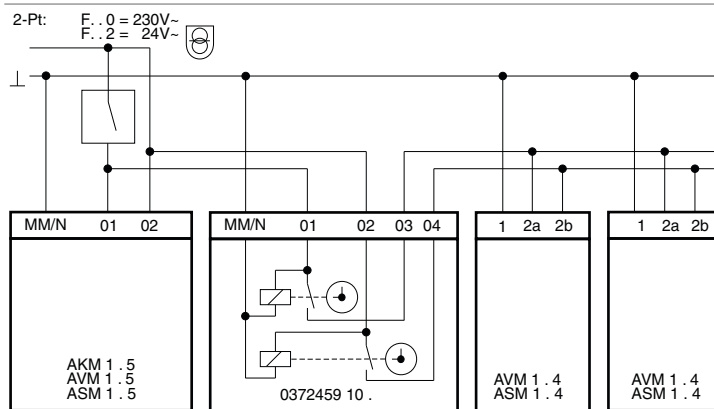 2-Pt: F . . 0 = 230V~
F . . 2 = 24V~
⊥
MM/N 01 02
MM/N 01 02 03 04
1 2a 2b
1 2a 2b
AKM 1 . 5
AVM 1 . 5
ASM 1 . 5
0372459 10 .
AVM 1 . 4
ASM 1 . 4
AVM 1 . 4
ASM 1 . 4